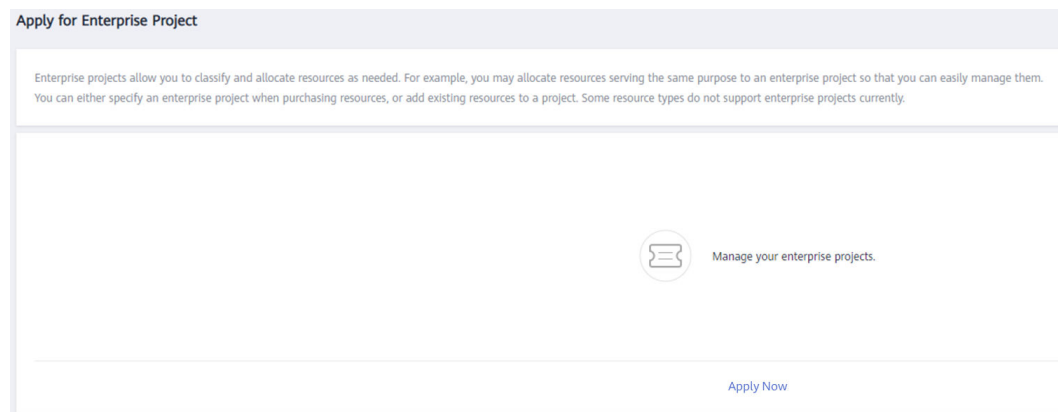 Apply for Enterprise Project
Enterprise projects allow you to classify and allocate resources as needed. For example, you may allocate resources serving the same purpose to an enterprise project so that you can easily manage them.
You can either specify an enterprise project when purchasing resources, or add existing resources to a project. Some resource types do not support enterprise projects currently.
Manage your enterprise projects.
Apply Now